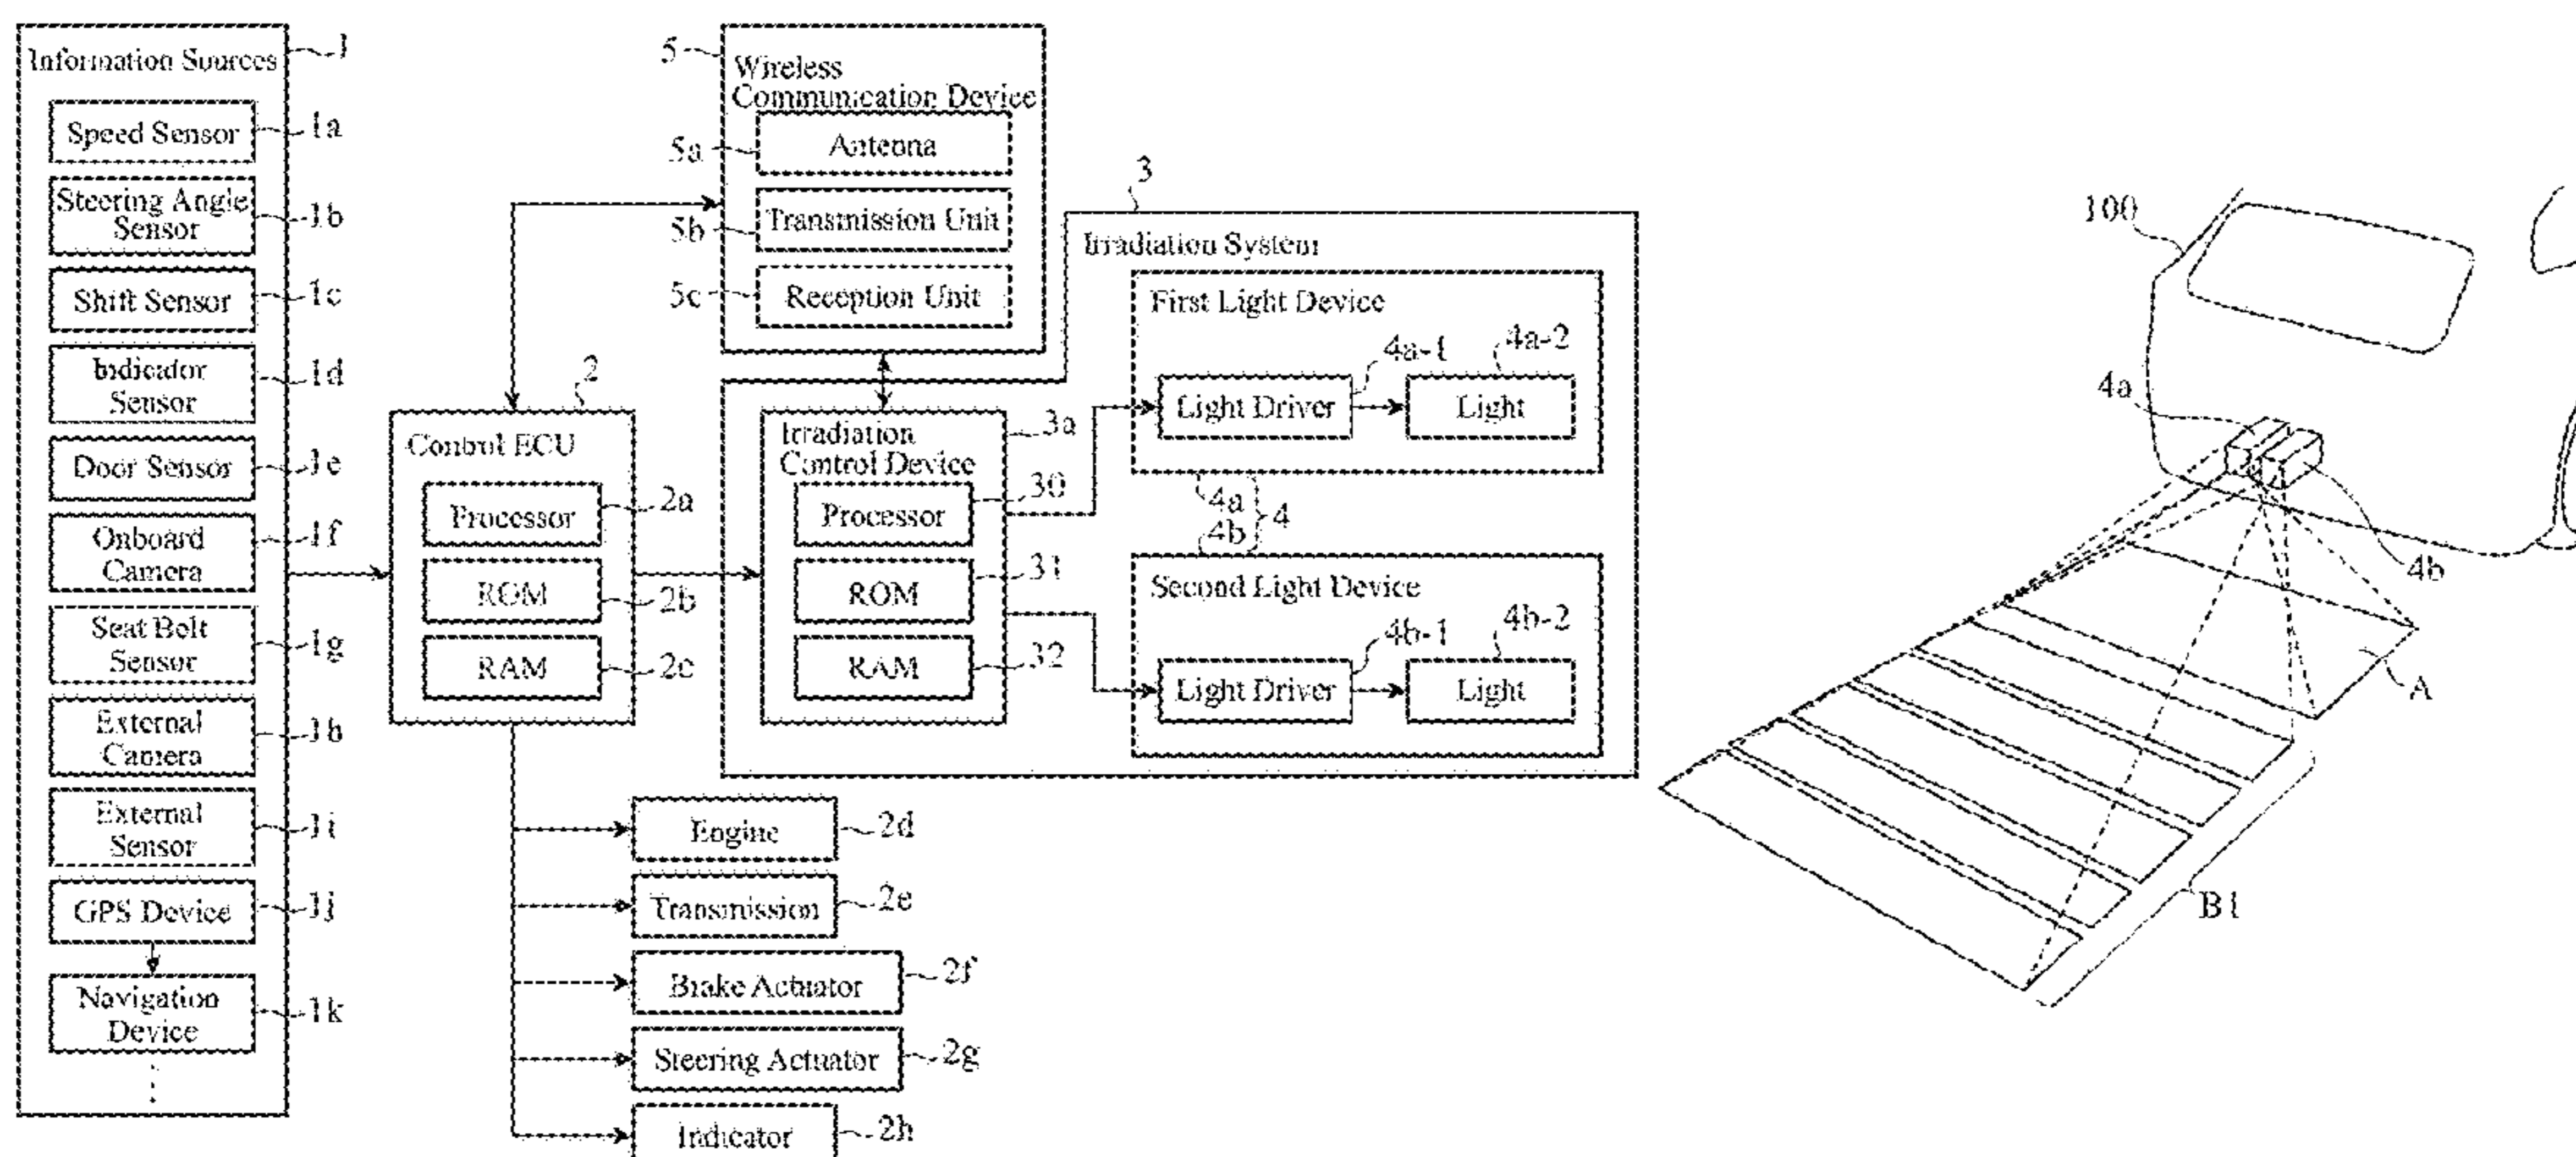 Information Sources
1
Speed Sensor
1a
Steering Angle
Sensor
1b
Shift Sensor
1c
Indicator
Sensor
1d
Door Sensor
1e
Onboard
Camera
1f
Seat Belt
Sensor
1g
External
Camera
1h
External
Sensor
1i
GPS Device
1j
Navigation
Device
1k
Control ECU
2
Processor
2a
ROM
2b
RAM
2c
Engine
2d
Transmission
2e
Brake Actuator
2f
Steering Actuator
2g
Indicator
2h
5
Wireless
Communication Device
5a
Antenna
5b
Transmission Unit
5c
Reception Unit
3
Irradiation System
Irradiation
Control Device
3a
Processor
30
ROM
31
RAM
32
First Light Device
Light Driver
4a-1
Light
4a-2
4a
4b
4
Second Light Device
Light Driver
4b-1
Light
4b-2
100
4a
4b
A
B1